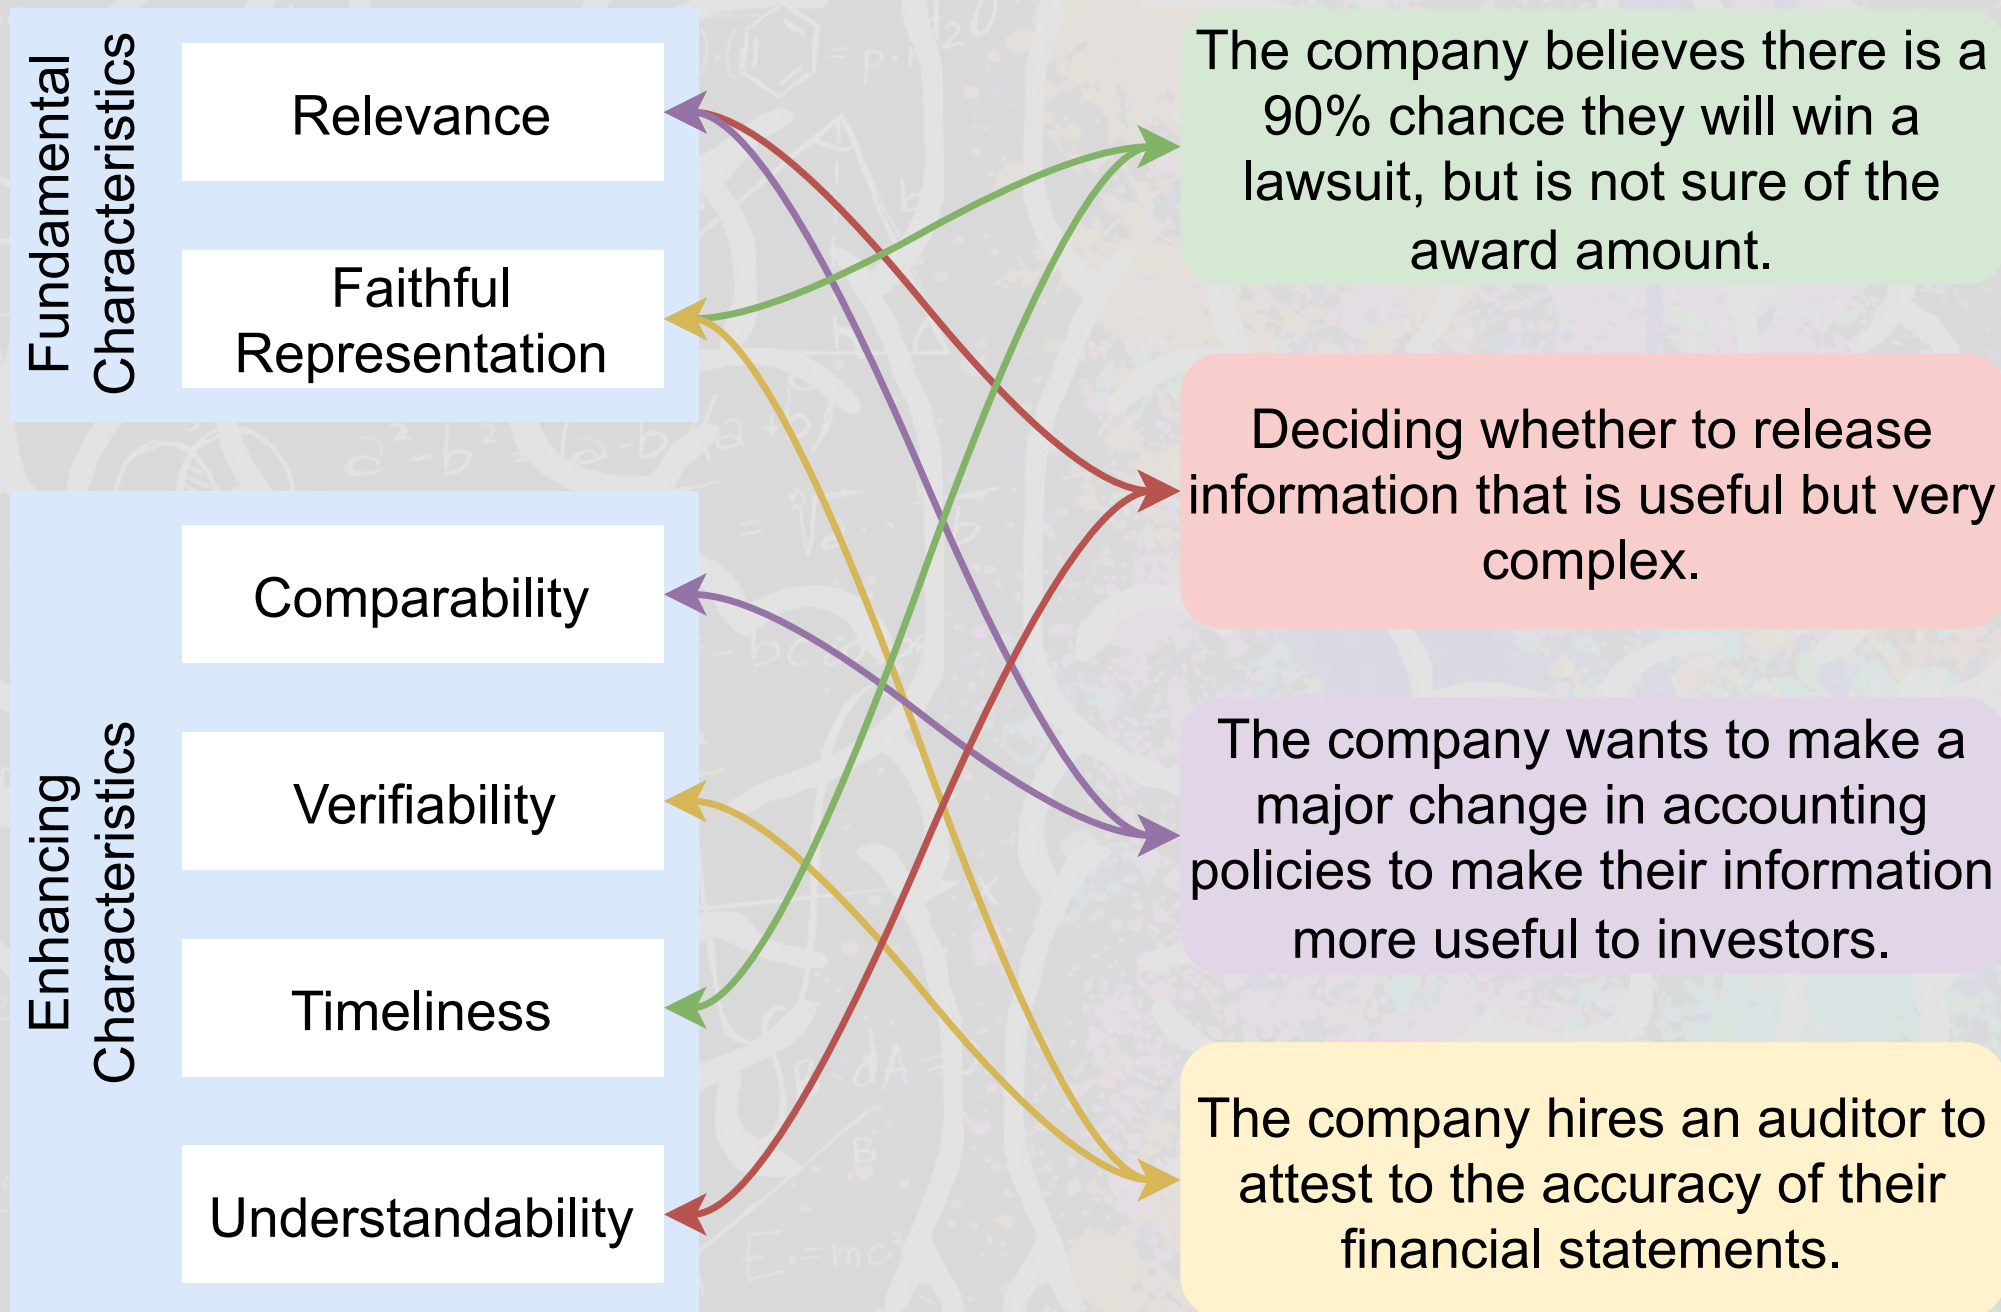 Fundamental
Characteristics
Relevance
Faithful
Representation
Enhancing
Characteristics
Comparability
Verifiability
Timeliness
Understandability
The company believes there is a
90% chance they will win a
lawsuit, but is not sure of the
award amount.
Deciding whether to release
information that is useful but very
complex.
The company wants to make a
major change in accounting
policies to make their information
more useful to investors.
The company hires an auditor to
attest to the accuracy of their
financial statements.
a²-b²=(a-b)(a+b)
E=mc²